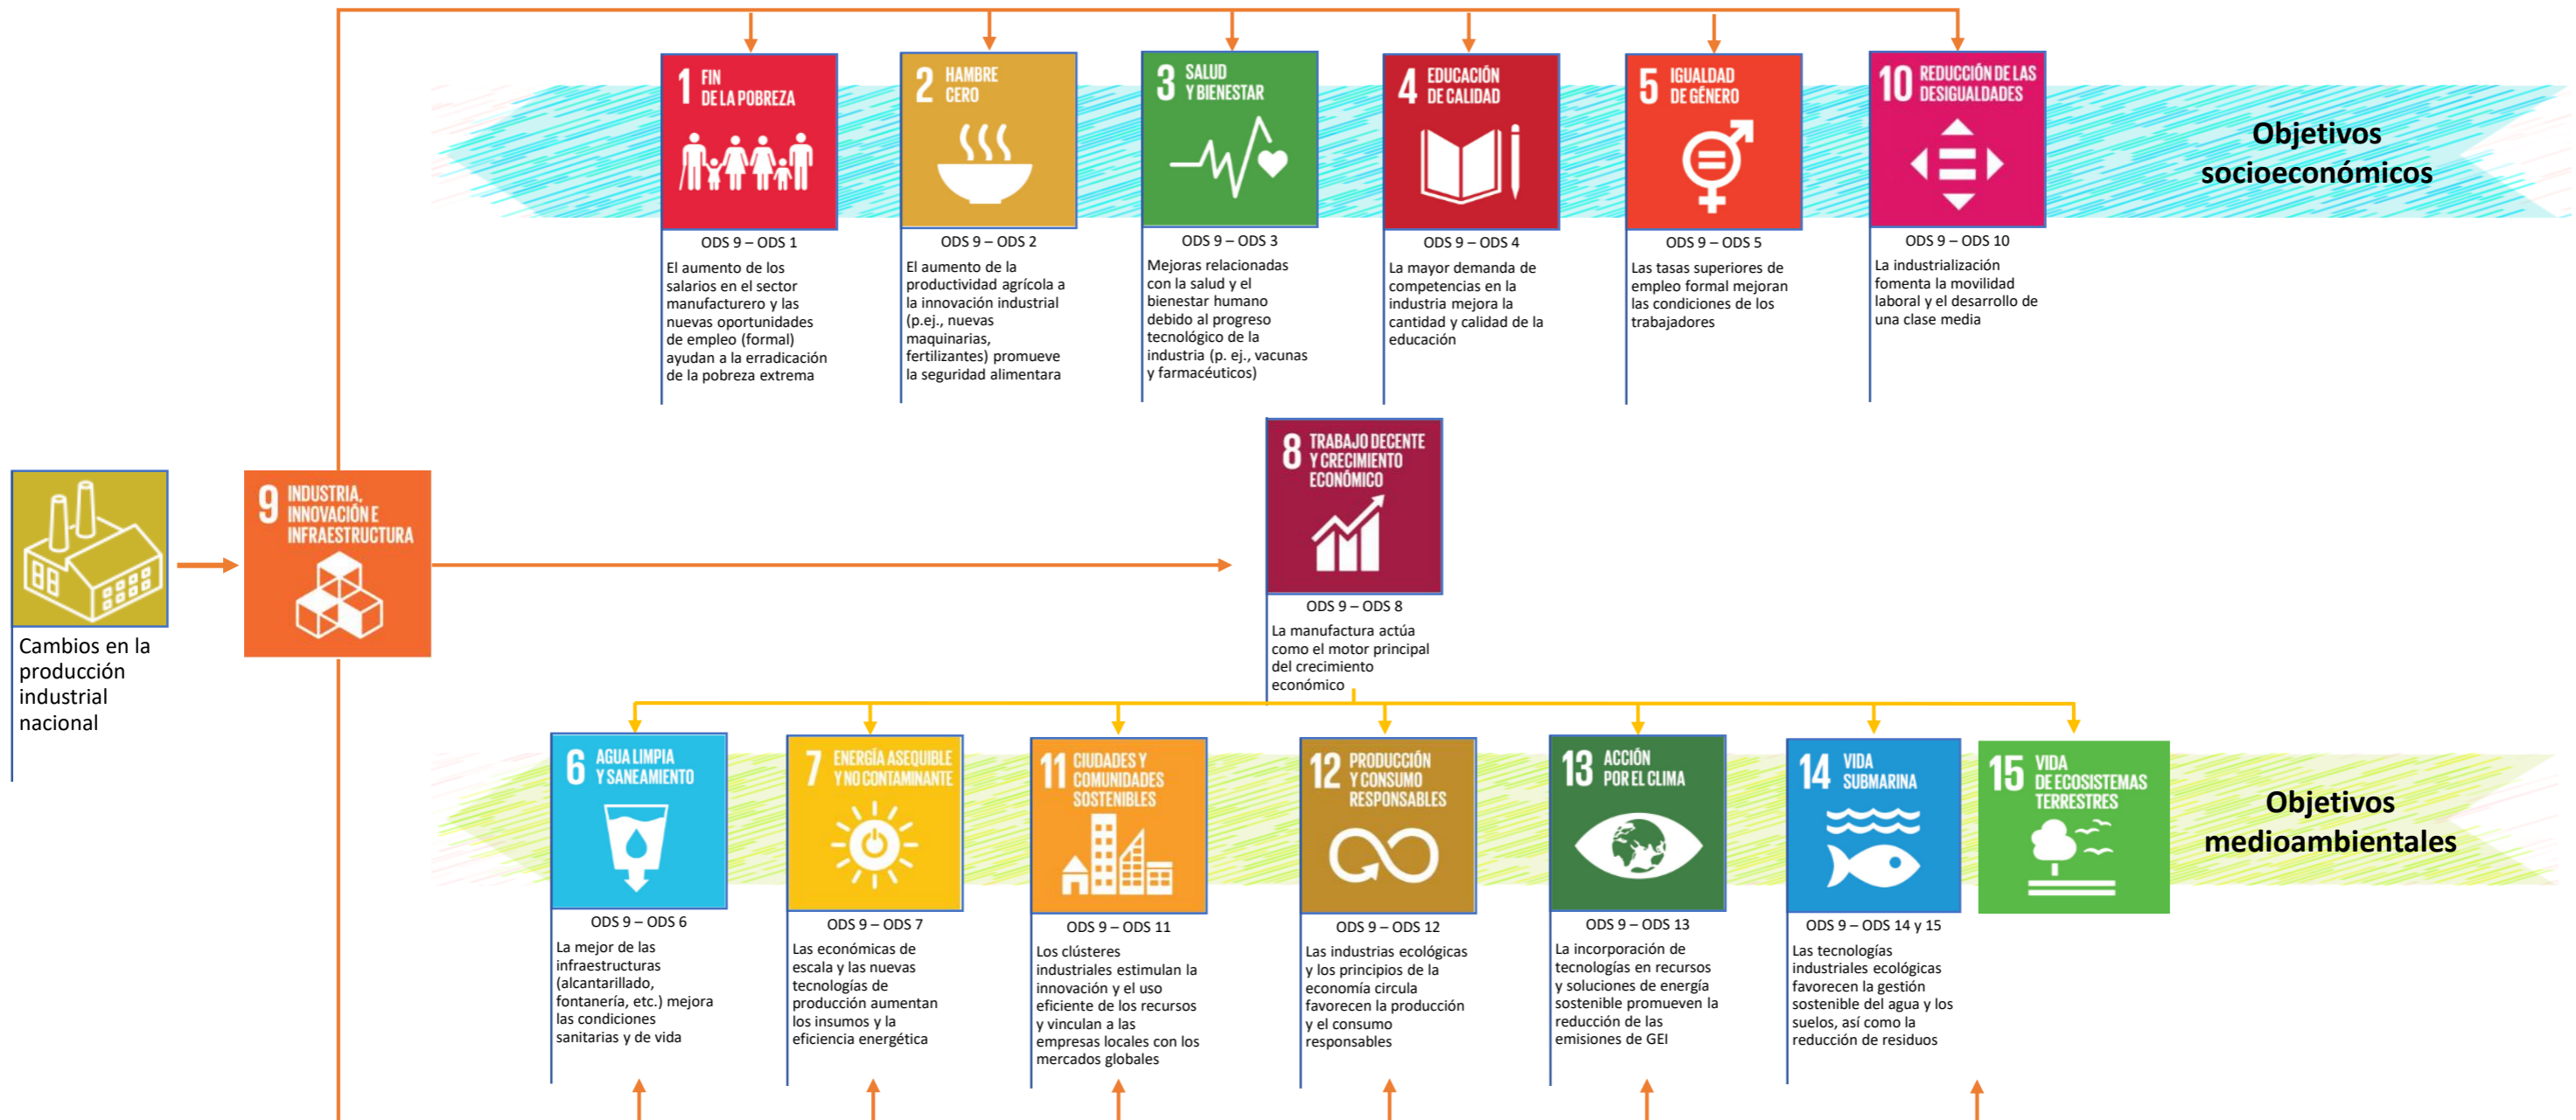 1 FIN
DE LA POBREZA
ODS 9 – ODS 1
El aumento de los
salarios en el sector
manufacturero y las
nuevas oportunidades
de empleo (formal)
ayudan a la erradicación
de la pobreza extrema
2 HAMBRE
CERO
ODS 9 – ODS 2
El aumento de la
productividad agrícola a
la innovación industrial
(p.ej., nuevas
maquinarias,
fertilizantes) promueve
la seguridad alimentara
3 SALUD
Y BIENESTAR
ODS 9 – ODS 3
Mejoras relacionadas
con la salud y el
bienestar humano
debido al progreso
tecnológico de la
industria (p. ej., vacunas
y farmacéuticos)
4 EDUCACIÓN
DE CALIDAD
ODS 9 – ODS 4
La mayor demanda de
competencias en la
industria mejora la
cantidad y calidad de la
educación
5 IGUALDAD
DE GÉNERO
ODS 9 – ODS 5
Las tasas superiores de
empleo formal mejoran
las condiciones de los
trabajadores
10 REDUCCIÓN DE LAS
DESIGUALDADES
ODS 9 – ODS 10
La industrialización
fomenta la movilidad
laboral y el desarrollo de
una clase media
Objetivos
socioeconómicos
Cambios en la
producción
industrial
nacional
9 INDUSTRIA,
INNOVACIÓN E
INFRAESTRUCTURA
8 TRABAJO DECENTE
Y CRECIMIENTO
ECONÓMICO
ODS 9 – ODS 8
La manufactura actúa
como el motor principal
del crecimiento
económico
6 AGUA LIMPIA
Y SANEAMIENTO
ODS 9 – ODS 6
La mejor de las
infraestructuras
(alcantarillado,
fontanería, etc.) mejora
las condiciones
sanitarias y de vida
7 ENERGÍA ASEQUIBLE
Y NO CONTAMINANTE
ODS 9 – ODS 7
Las económicas de
escala y las nuevas
tecnologías de
producción aumentan
los insumos y la
eficiencia energética
11 CIUDADES Y
COMUNIDADES
SOSTENIBLES
ODS 9 – ODS 11
Los clústeres
industriales estimulan la
innovación y el uso
eficiente de los recursos
y vinculan a las
empresas locales con los
mercados globales
12 PRODUCCIÓN
Y CONSUMO
RESPONSABLES
ODS 9 – ODS 12
Las industrias ecológicas
y los principios de la
economía circula
favorecen la producción
y el consumo
responsables
13 ACCIÓN
POR EL CLIMA
ODS 9 – ODS 13
La incorporación de
tecnologías en recursos
y soluciones de energía
sostenible promueven la
reducción de las
emisiones de GEI
14 VIDA
SUBMARINA
15 VIDA
DE ECOSISTEMAS
TERRESTRES
ODS 9 – ODS 14 y 15
Las tecnologías
industriales ecológicas
favorecen la gestión
sostenible del agua y los
suelos, así como la
reducción de residuos
Objetivos
medioambientales